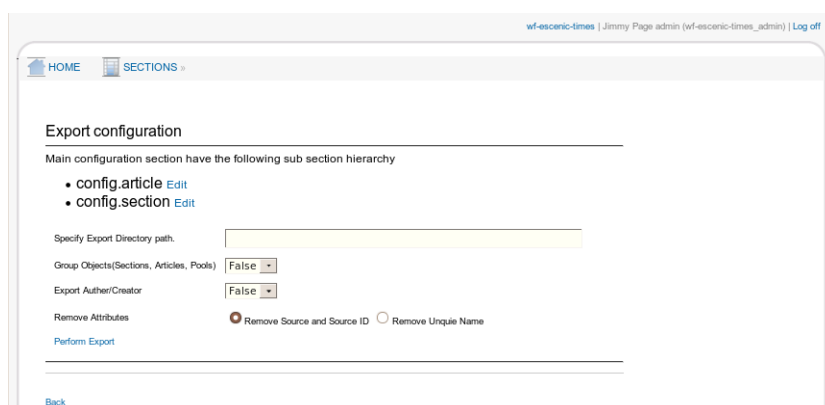 wf-escenic-times | Jimmy Page admin (wf-escenic-times_admin) | Log off
HOME SECTIONS »
Export configuration
Main configuration section have the following sub section hierarchy
• config.article Edit
• config.section Edit
Specify Export Directory path.
Group Objects(Sections, Articles, Pools) False
Export Auther/Creator False
Remove Attributes Remove Source and Source ID Remove Unquie Name
Perform Export
Back